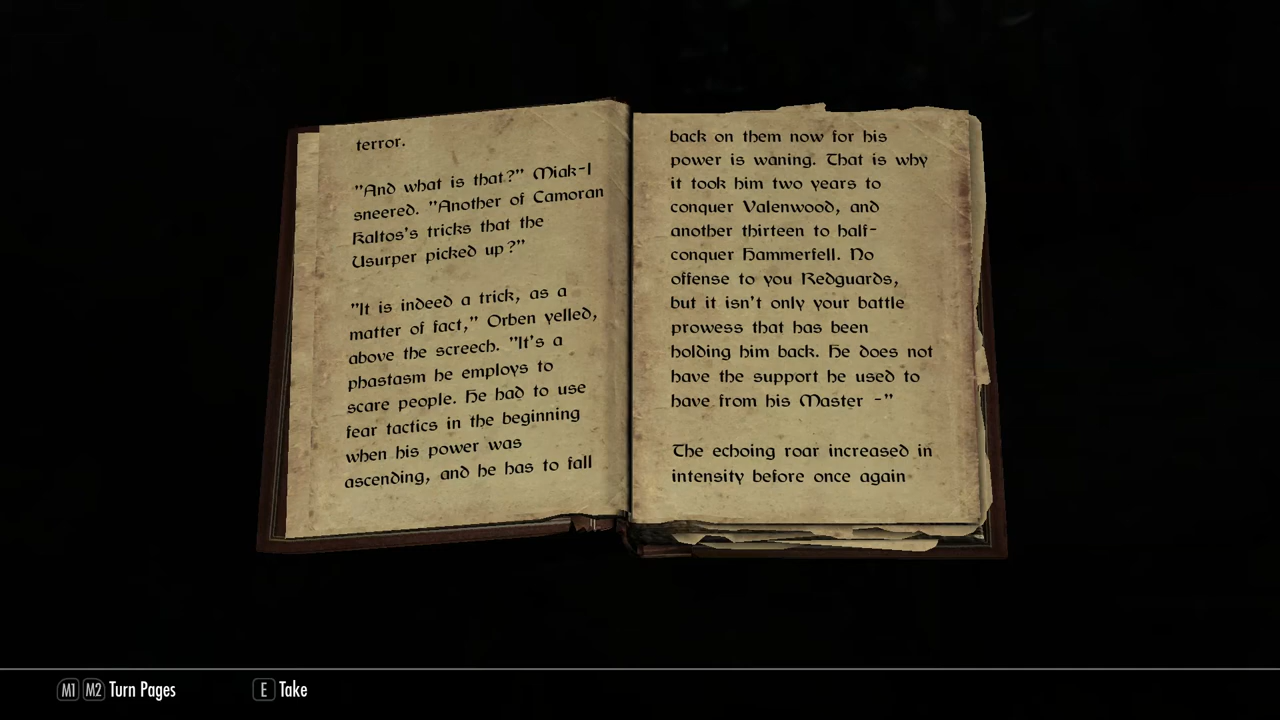 terror.
"And what is that?" Miak-I
sneered. "Another of Camoran
Kaltos's tricks that the
Usurper picked up?"
"It is indeed a trick, as a
matter of fact," Orben yelled,
above the screech. "It's a
phastasm he employs to
scare people. He had to use
fear tactics in the beginning
when his power was
ascending, and he has to fall
back on them now for his
power is waning. That is why
it took him two years to
conquer Valenwood, and
another thirteen to half-
conquer Hammerfell. No
offense to you Redguards,
but it isn't only your battle
prowess that has been
holding him back. He does not
have the support he used to
have from his Master -"
The echoing roar increased in
intensity before once again
M1 M2 Turn Pages
E Take